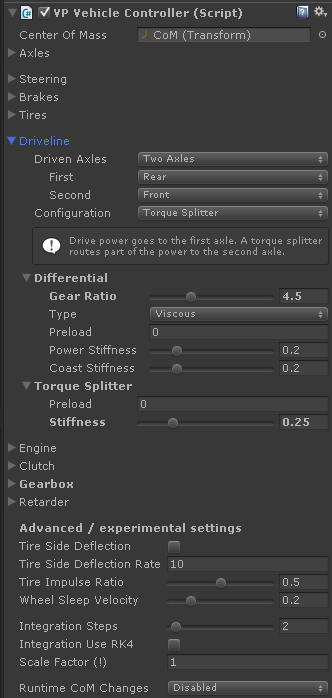 VP Vehicle Controller (Script)
Center Of Mass CoM (Transform)
Axles
Steering
Brakes
Tires
Driveline
Driven Axles Two Axles
First Rear
Second Front
Configuration Torque Splitter
Drive power goes to the first axle. A torque splitter
routes part of the power to the second axle.
Differential
Gear Ratio 4.5
Type Viscous
Preload 0
Power Stiffness 0.2
Coast Stiffness 0.2
Torque Splitter
Preload 0
Stiffness 0.25
Engine
Clutch
Gearbox
Retarder
Advanced / experimental settings
Tire Side Deflection
Tire Side Deflection Rate 10
Tire Impulse Ratio 0.5
Wheel Sleep Velocity 0.2
Integration Steps 2
Integration Use RK4
Scale Factor (!) 1
Runtime CoM Changes Disabled